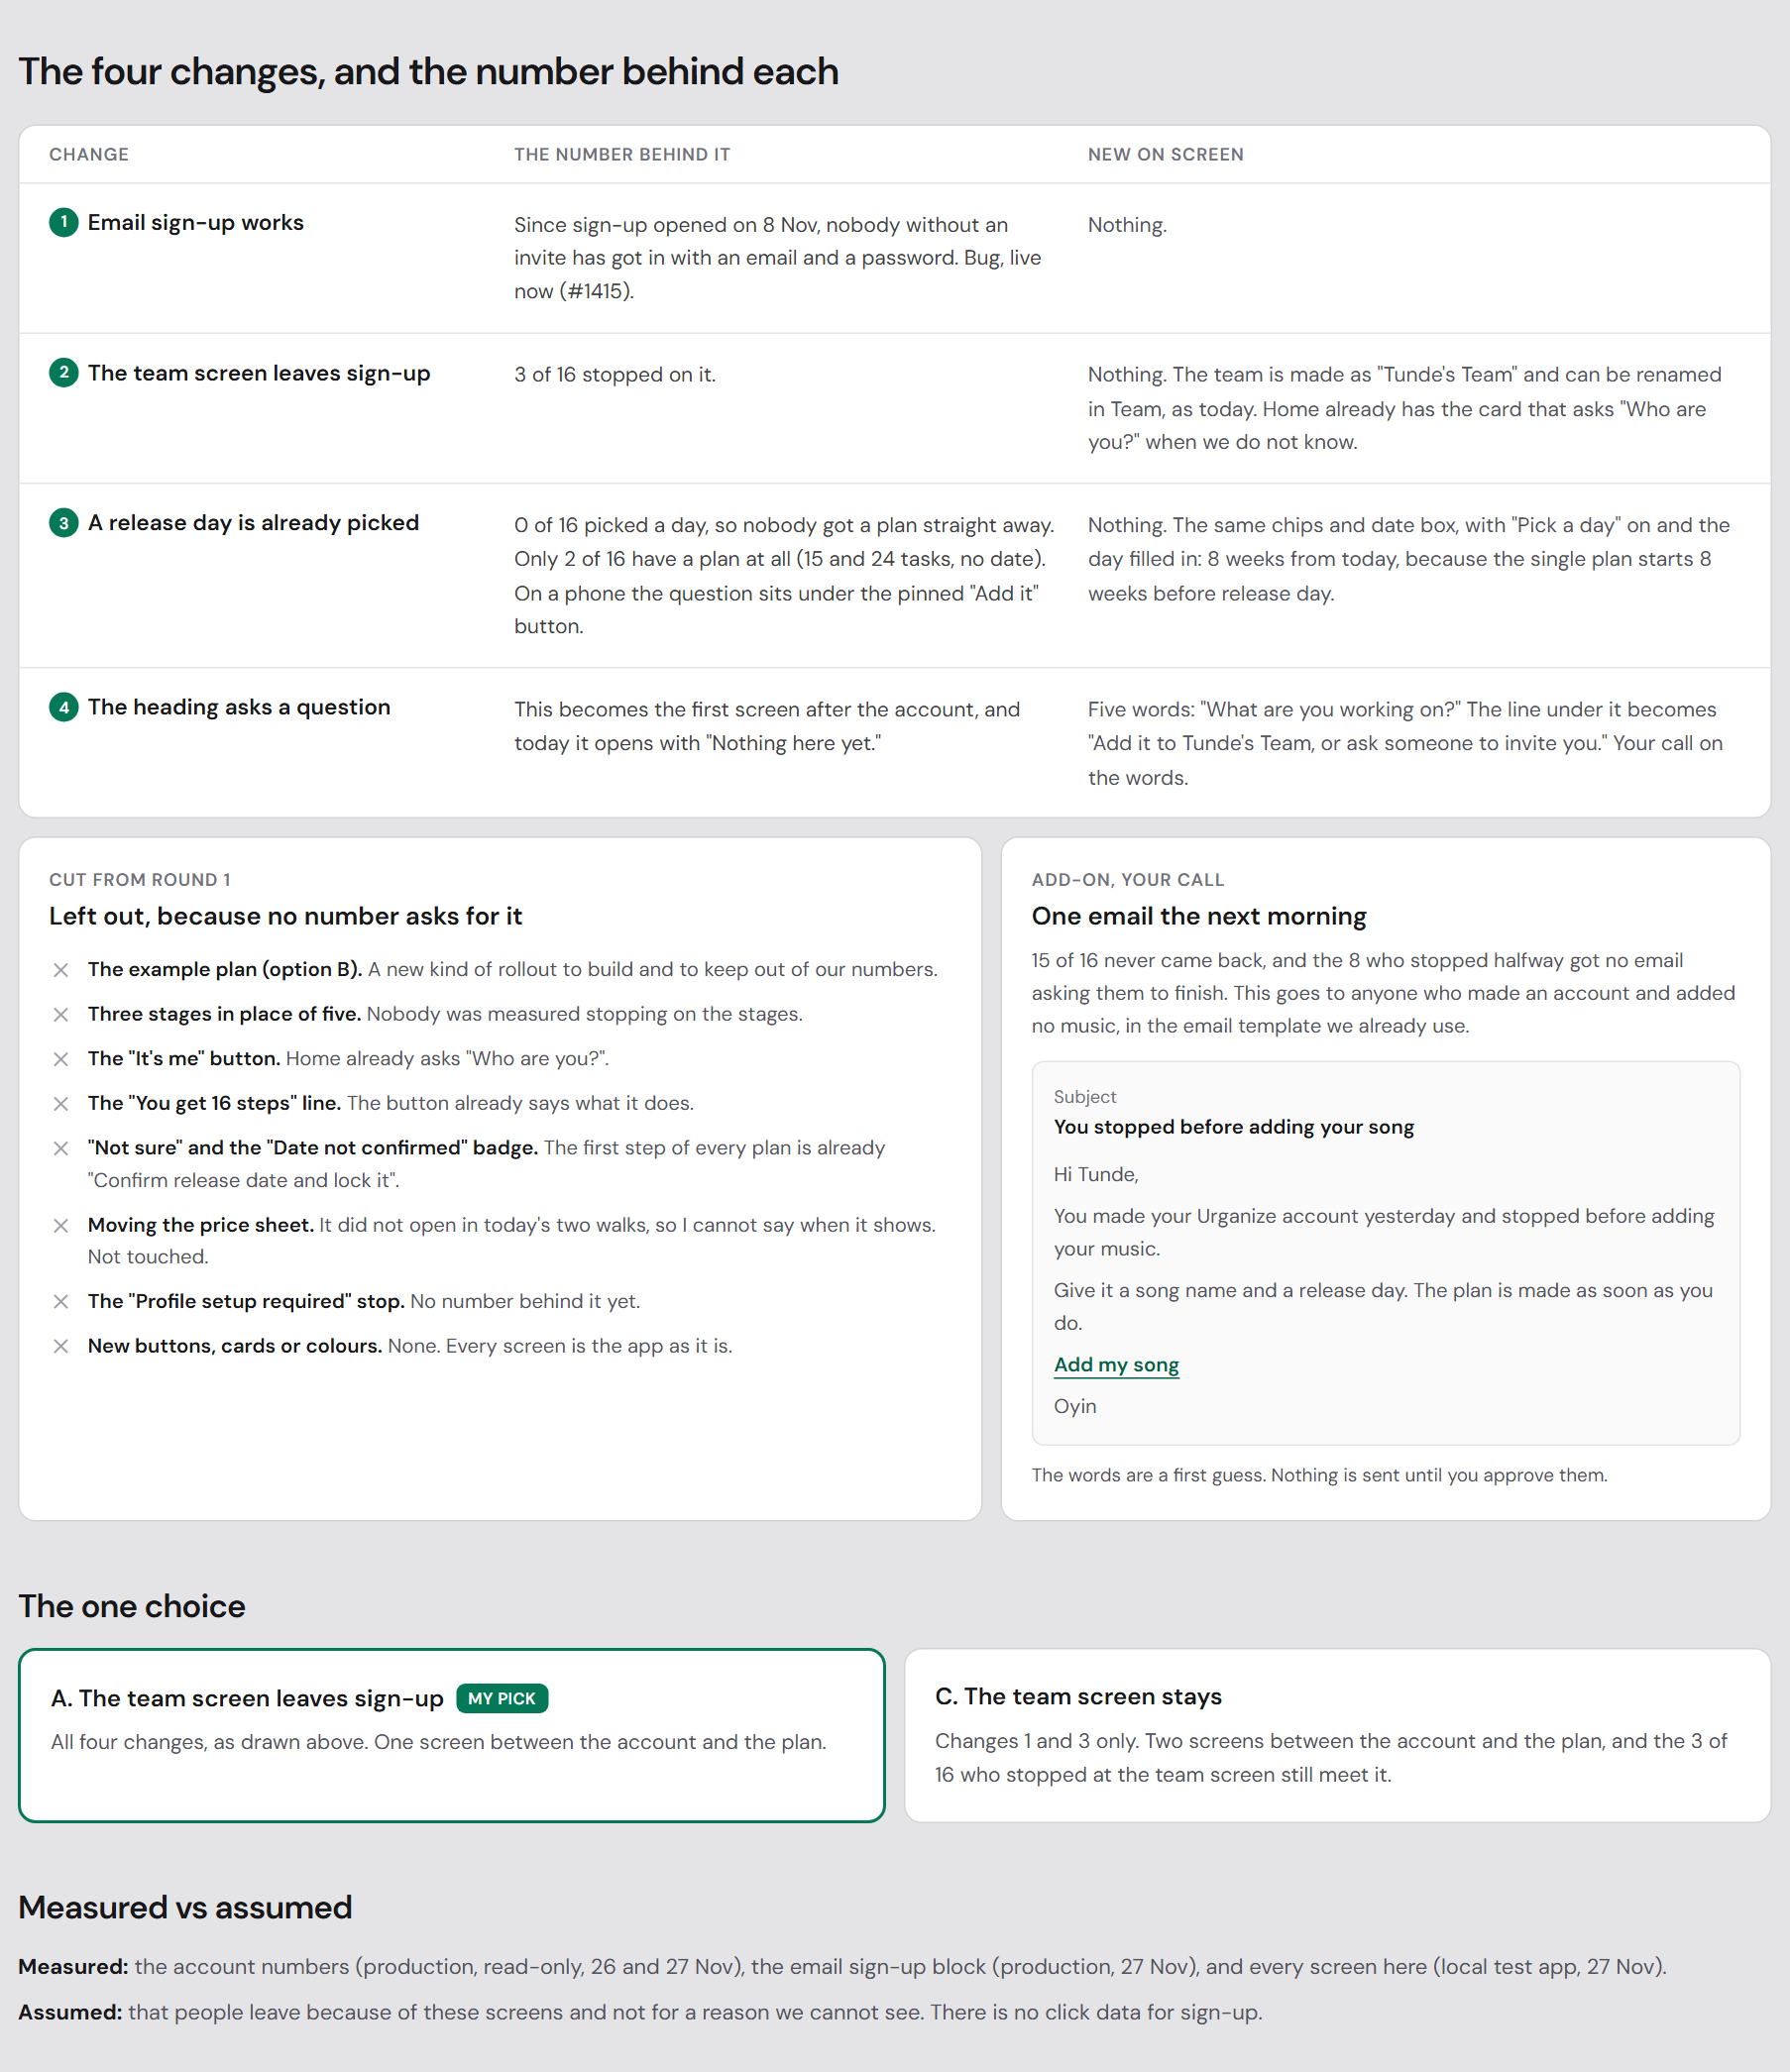 The four changes, and the number behind each
CHANGE
THE NUMBER BEHIND IT
NEW ON SCREEN
1 Email sign-up works
Since sign-up opened on 8 Nov, nobody without an
invite has got in with an email and a password. Bug, live
now (#1415).
Nothing.
2 The team screen leaves sign-up
3 of 16 stopped on it.
Nothing. The team is made as "Tunde's Team" and can be renamed
in Team, as today. Home already has the card that asks "Who are
you?" when we do not know.
3 A release day is already picked
0 of 16 picked a day, so nobody got a plan straight away.
Only 2 of 16 have a plan at all (15 and 24 tasks, no date).
On a phone the question sits under the pinned "Add it"
button.
Nothing. The same chips and date box, with "Pick a day" on and the
day filled in: 8 weeks from today, because the single plan starts 8
weeks before release day.
4 The heading asks a question
This becomes the first screen after the account, and
today it opens with "Nothing here yet."
Five words: "What are you working on?" The line under it becomes
"Add it to Tunde's Team, or ask someone to invite you." Your call on
the words.
CUT FROM ROUND 1
Left out, because no number asks for it
The example plan (option B). A new kind of rollout to build and to keep out of our numbers.
Three stages in place of five. Nobody was measured stopping on the stages.
The "It's me" button. Home already asks "Who are you?".
The "You get 16 steps" line. The button already says what it does.
"Not sure" and the "Date not confirmed" badge. The first step of every plan is already
"Confirm release date and lock it".
Moving the price sheet. It did not open in today's two walks, so I cannot say when it shows.
Not touched.
The "Profile setup required" stop. No number behind it yet.
New buttons, cards or colours. None. Every screen is the app as it is.
ADD-ON, YOUR CALL
One email the next morning
15 of 16 never came back, and the 8 who stopped halfway got no email
asking them to finish. This goes to anyone who made an account and added
no music, in the email template we already use.
Subject
You stopped before adding your song
Hi Tunde,
You made your Urganize account yesterday and stopped before adding
your music.
Give it a song name and a release day. The plan is made as soon as you
do.
Add my song
Oyin
The words are a first guess. Nothing is sent until you approve them.
The one choice
A. The team screen leaves sign-up MY PICK
All four changes, as drawn above. One screen between the account and the plan.
C. The team screen stays
Changes 1 and 3 only. Two screens between the account and the plan, and the 3 of
16 who stopped at the team screen still meet it.
Measured vs assumed
Measured: the account numbers (production, read-only, 26 and 27 Nov), the email sign-up block (production, 27 Nov), and every screen here (local test app, 27 Nov).
Assumed: that people leave because of these screens and not for a reason we cannot see. There is no click data for sign-up.